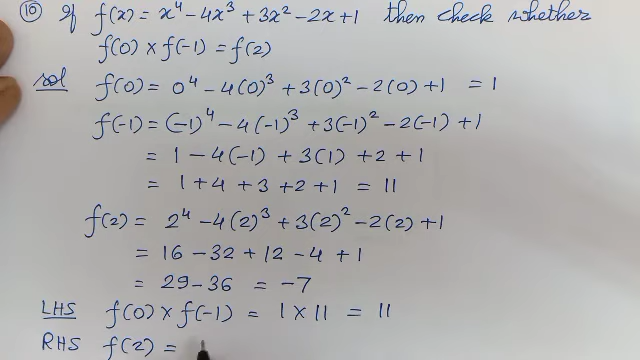 (10) If f(x) = x⁴ - 4x³ + 3x² - 2x + 1 then check whether
f(0) × f(-1) = f(2)
sol f(0) = 0⁴ - 4(0)³ + 3(0)² - 2(0) + 1 = 1
f(-1) = (-1)⁴ - 4(-1)³ + 3(-1)² - 2(-1) + 1
= 1 - 4(-1) + 3(1) + 2 + 1
= 1 + 4 + 3 + 2 + 1 = 11
f(2) = 2⁴ - 4(2)³ + 3(2)² - 2(2) + 1
= 16 - 32 + 12 - 4 + 1
= 29 - 36 = -7
LHS f(0) × f(-1) = 1 × 11 = 11
RHS f(2) =